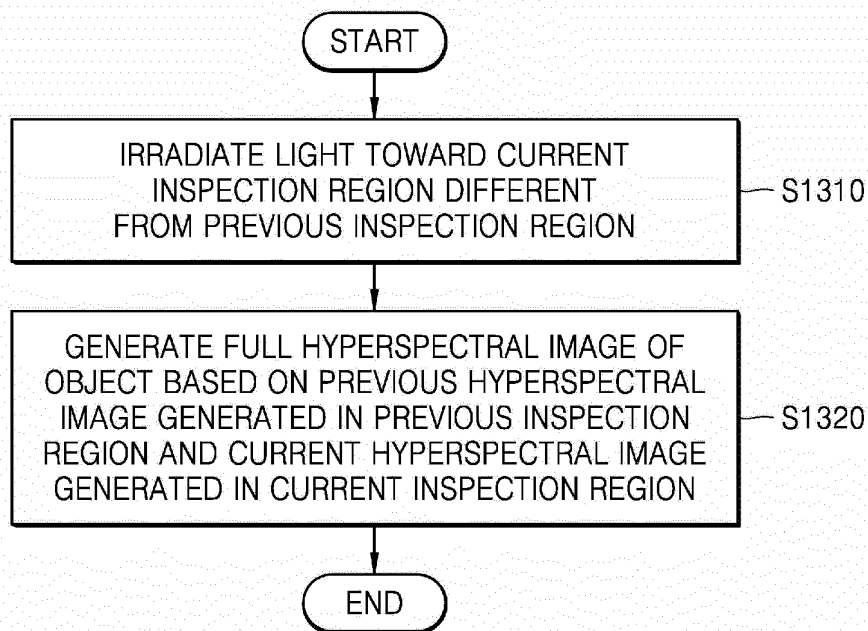 START
IRRADIATE LIGHT TOWARD CURRENT
INSPECTION REGION DIFFERENT
FROM PREVIOUS INSPECTION REGION
S1310
GENERATE FULL HYPERSPECTRAL IMAGE OF
OBJECT BASED ON PREVIOUS HYPERSPECTRAL
IMAGE GENERATED IN PREVIOUS INSPECTION
REGION AND CURRENT HYPERSPECTRAL IMAGE
GENERATED IN CURRENT INSPECTION REGION
S1320
END